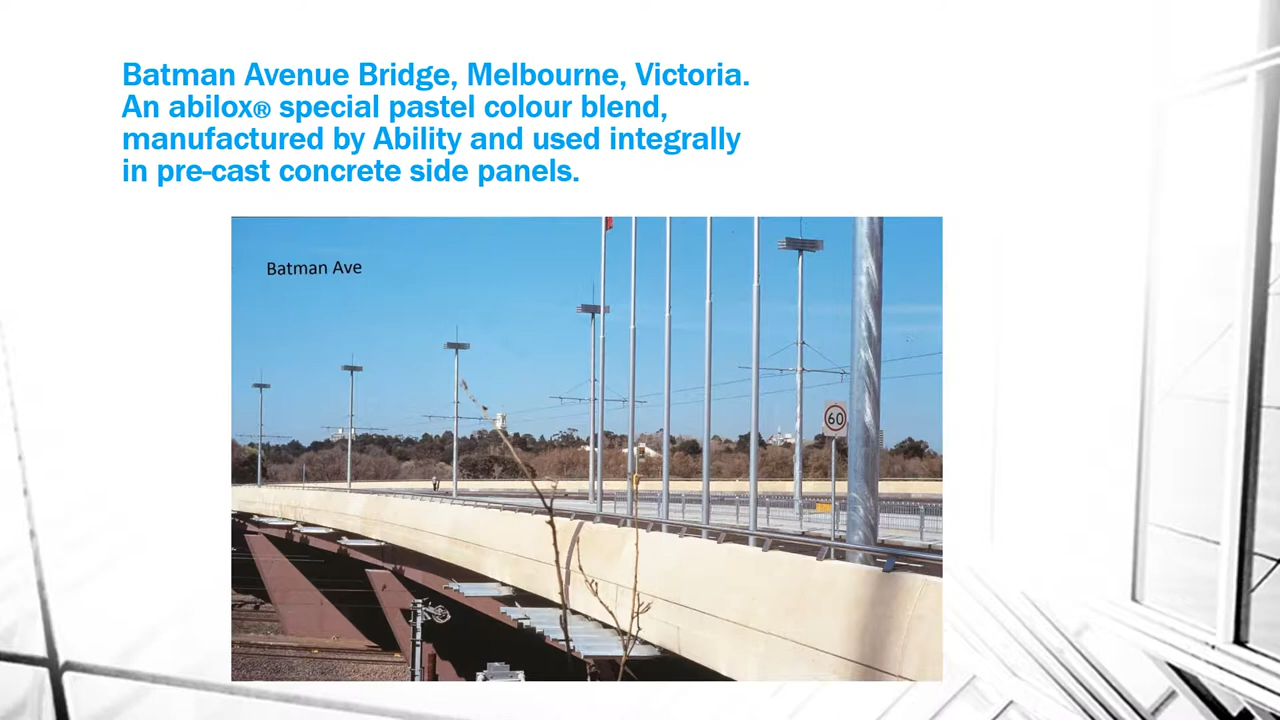 Batman Avenue Bridge, Melbourne, Victoria.
An abilox® special pastel colour blend,
manufactured by Ability and used integrally
in pre-cast concrete side panels.
Batman Ave
60